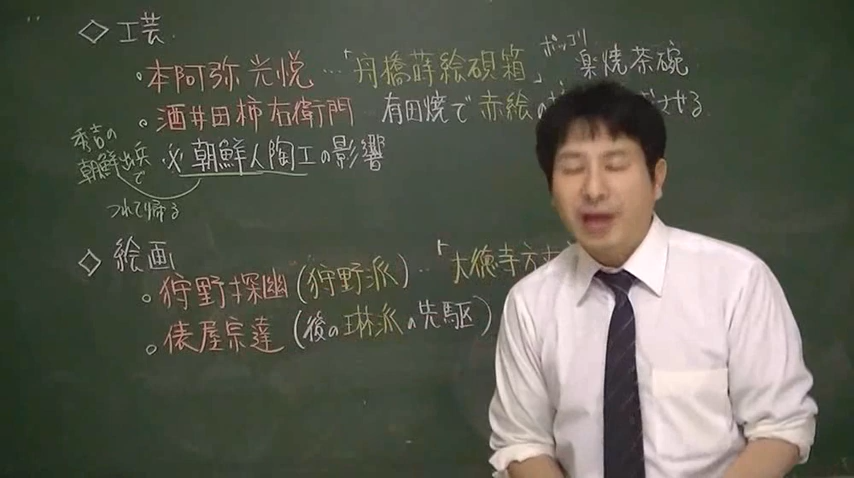 ◇ 工芸
・本阿弥光悦…「舟橋蒔絵硯箱」 ポッコリ 楽焼茶碗
・酒井田柿右衛門 有田焼で赤絵の させる
秀吉の
朝鮮出兵で
※朝鮮人陶工の影響
つれて帰る
◇ 絵画
・狩野探幽(狩野派)…「大徳寺方丈
・俵屋宗達(後の琳派の先駆)